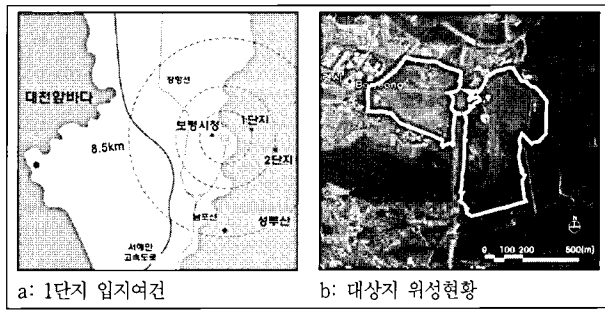 장항선
대천앞바다
보령시청
1단지
2단지
8.5km
남포선
성뿌산
서해안
고속도로
0 100 200 500(m)
a: 1단지 입지여건
b: 대상지 위성현황